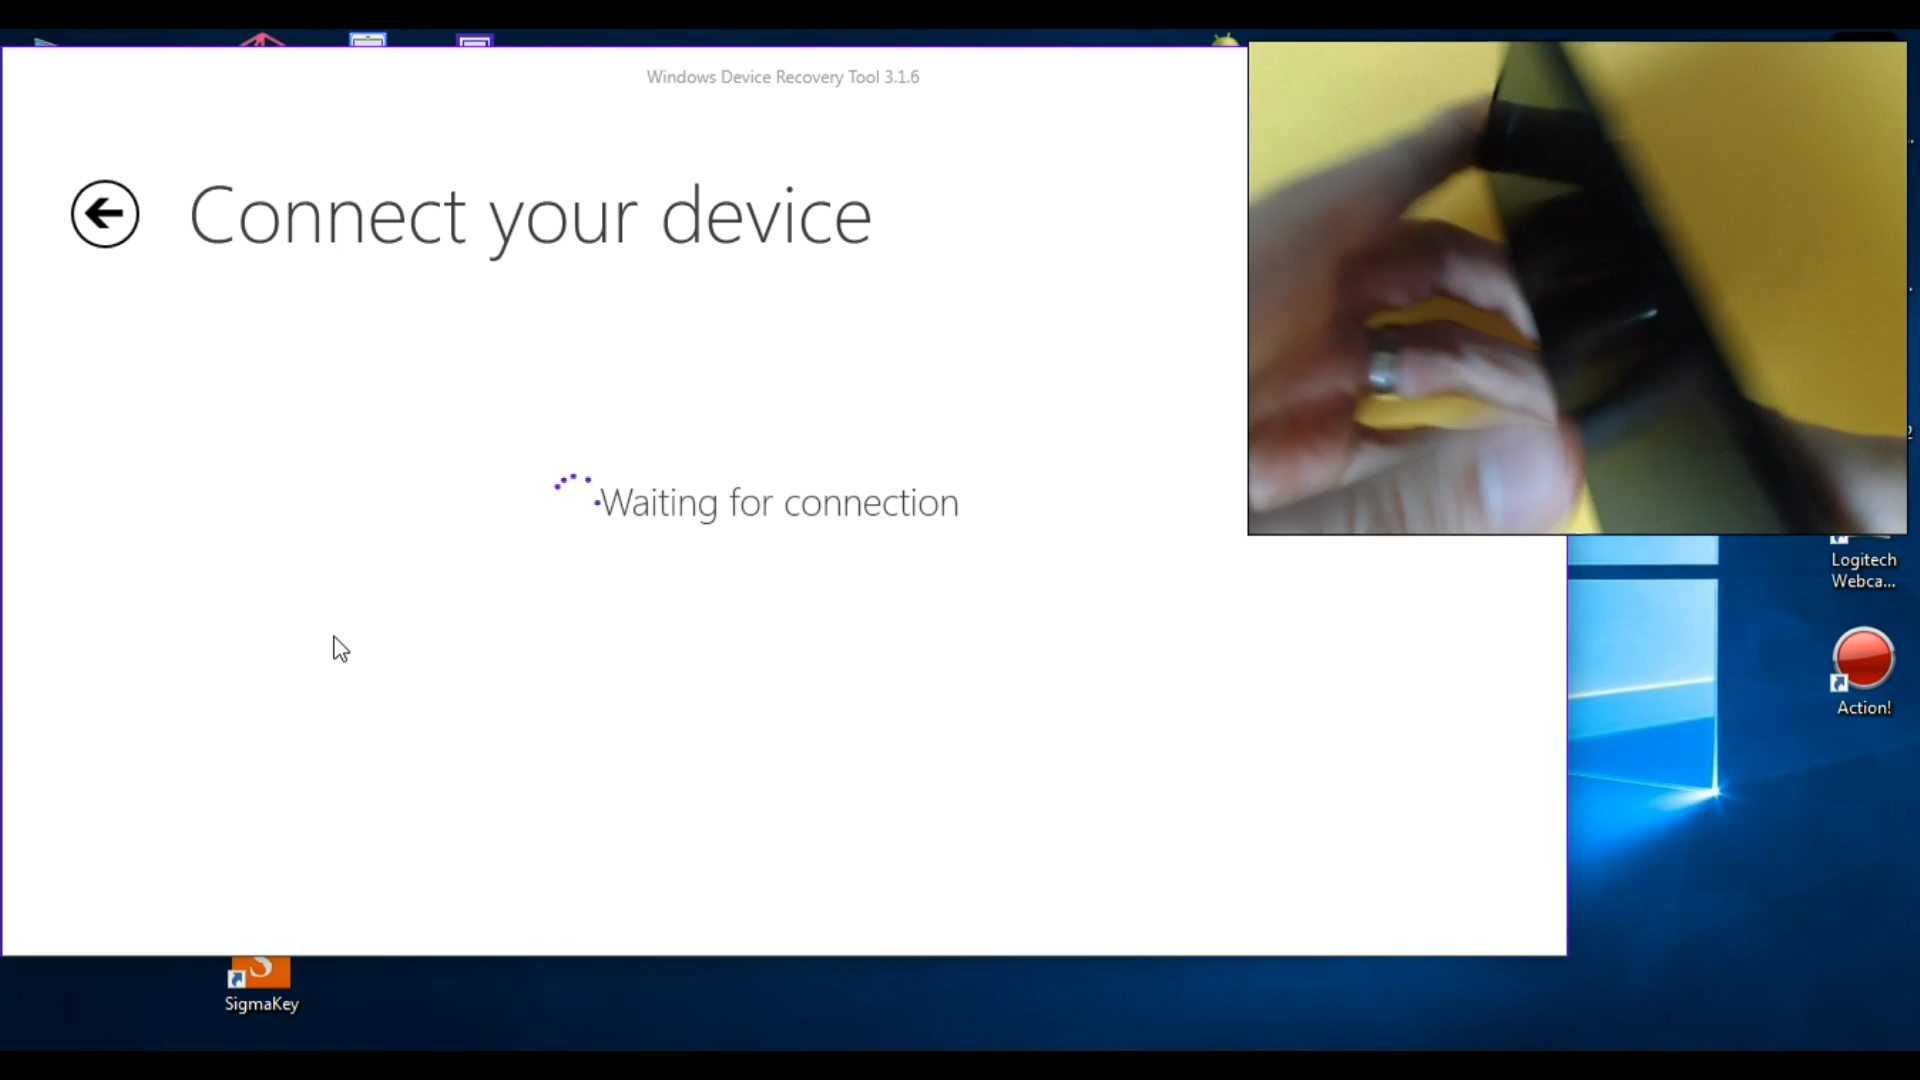 Windows Device Recovery Tool 3.1.6
Connect your device
Waiting for connection
Logitech
Webca...
Action!
S
SigmaKey